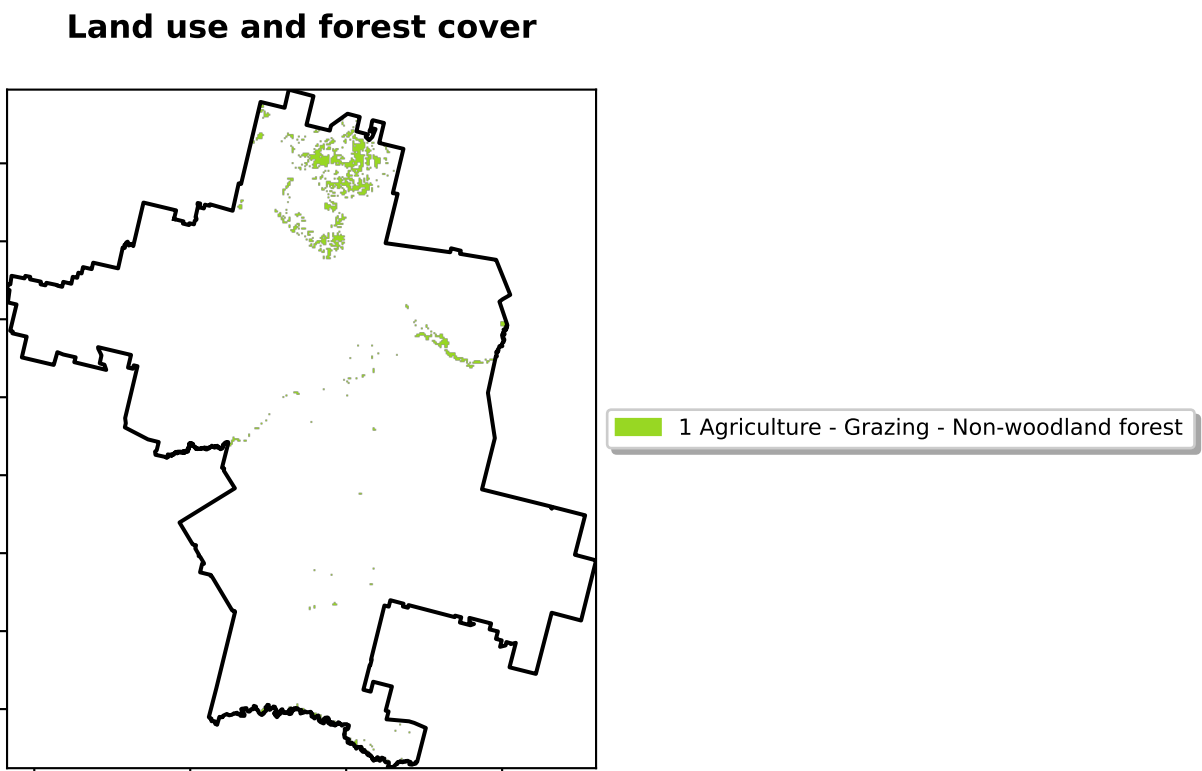 Land use and forest cover
1 Agriculture - Grazing - Non-woodland forest